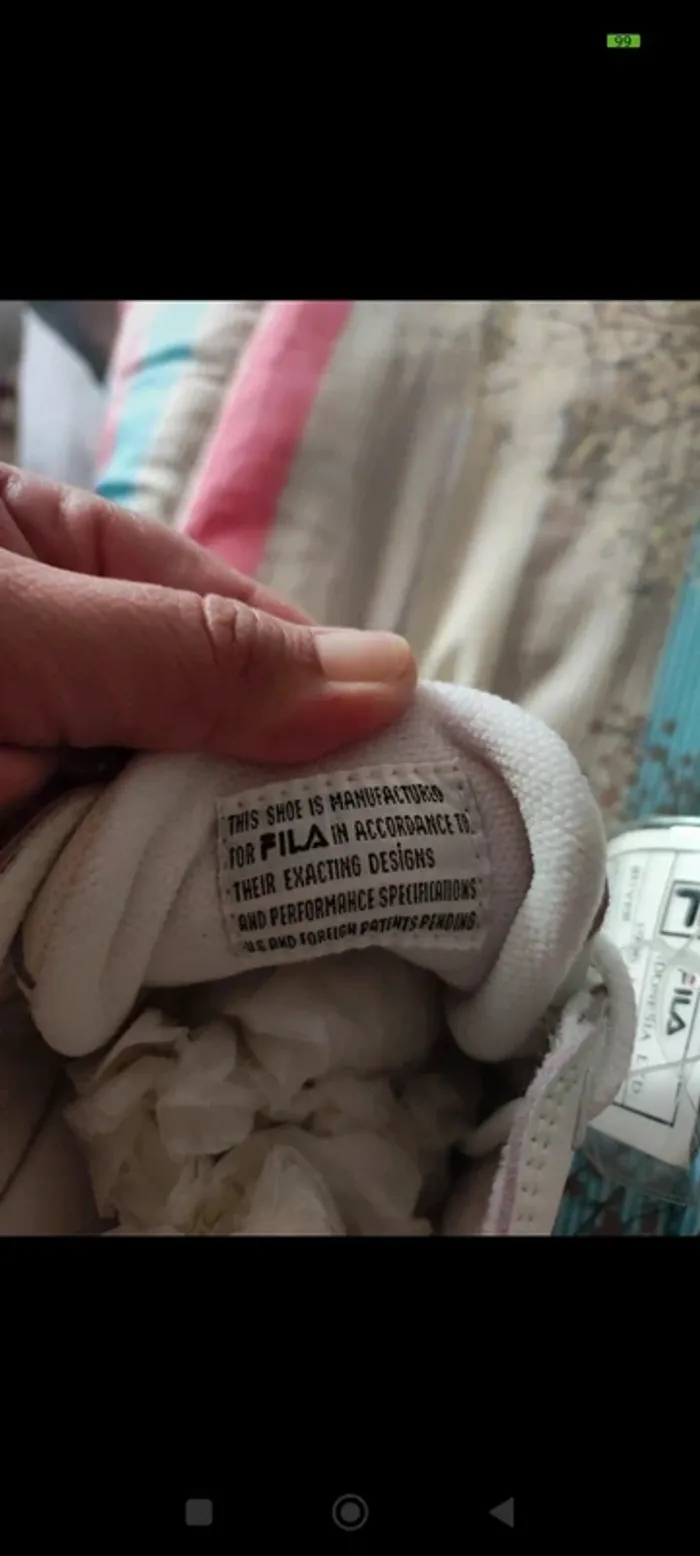 99
THIS SHOE IS MANUFACTURED
FOR FILA IN ACCORDANCE TO
THEIR EXACTING DESIGNS
AND PERFORMANCE SPECIFICATIONS
U.S AND FOREIGN PATENTS PENDING
FILA